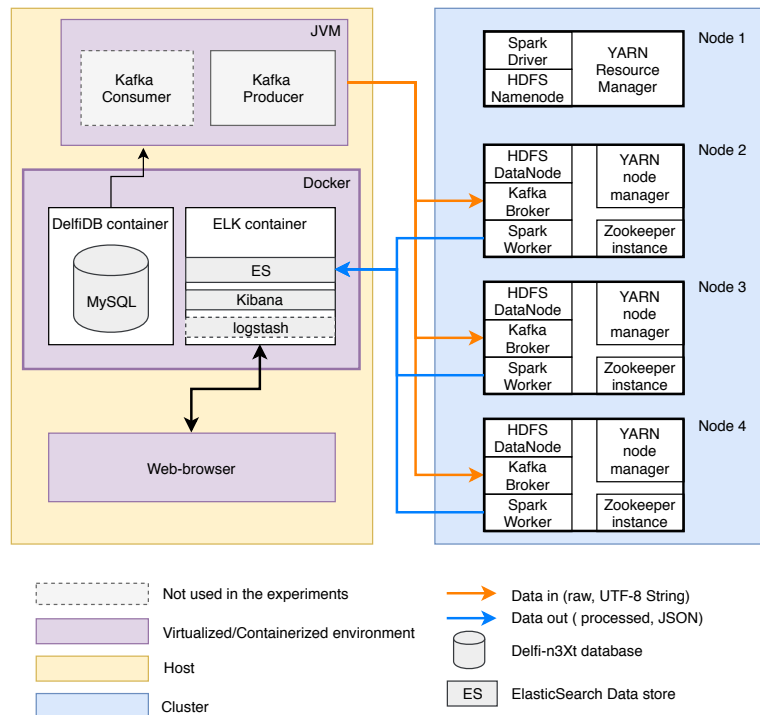 JVM
Kafka
Consumer
Kafka
Producer
Docker
DelfiDB container
MySQL
ELK container
ES
Kibana
logstash
Web-browser
Node 1
Spark
Driver
HDFS
Namenode
YARN
Resource
Manager
Node 2
HDFS
DataNode
Kafka
Broker
Spark
Worker
YARN
node
manager
Zookeeper
instance
Node 3
HDFS
DataNode
Kafka
Broker
Spark
Worker
YARN
node
manager
Zookeeper
instance
Node 4
HDFS
DataNode
Kafka
Broker
Spark
Worker
YARN
node
manager
Zookeeper
instance
Not used in the experiments
Virtualized/Containerized environment
Host
Cluster
Data in (raw, UTF-8 String)
Data out ( processed, JSON)
Delfi-n3Xt database
ES
ElasticSearch Data store